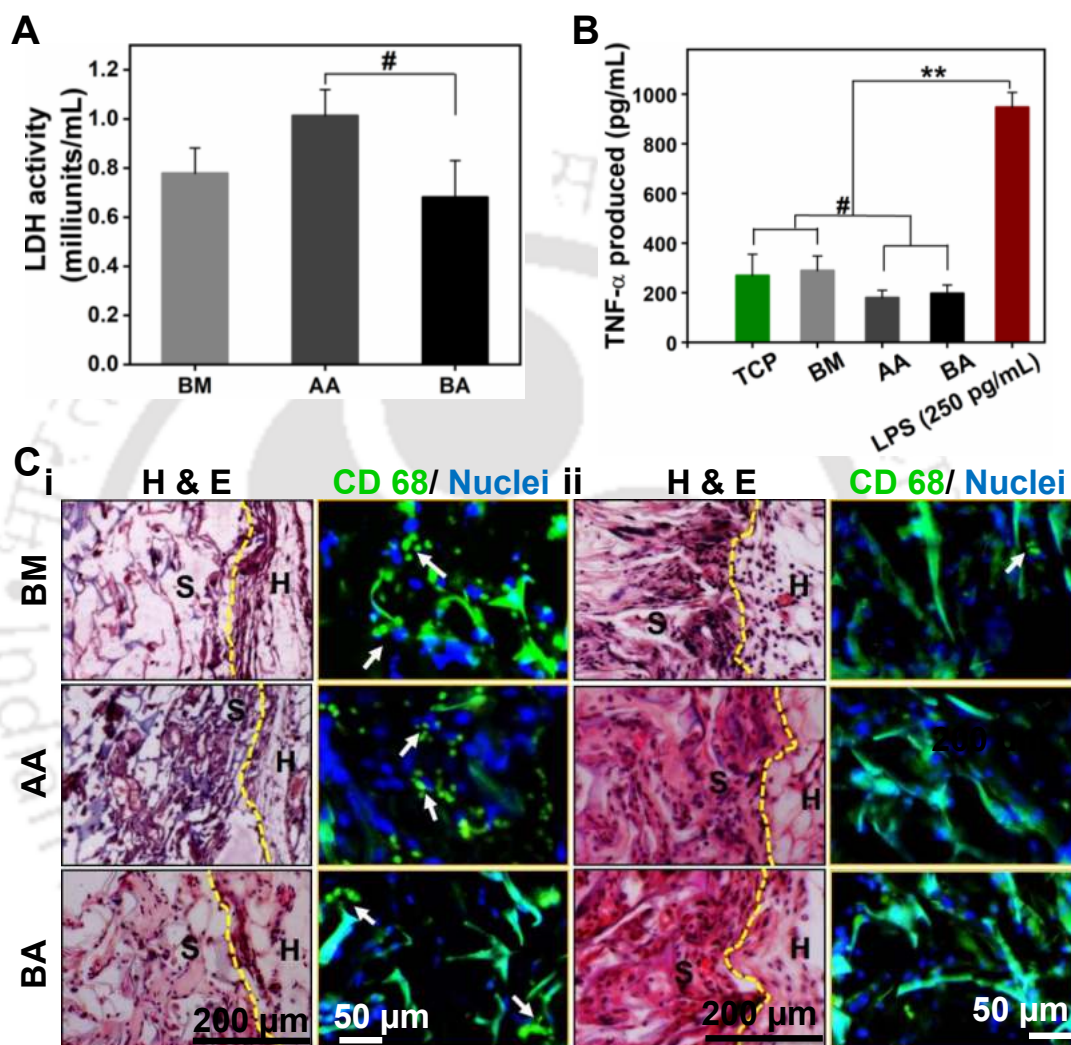 A
LDH activity
(milliunits/mL)
1.2
1.0
0.8
0.6
0.4
0.2
0.0
#
BM AA BA
B
TNF-α produced (pg/mL)
1000
800
600
400
200
0
**
#
TCP BM AA BA LPS (250 pg/mL)
C
i H & E CD 68/ Nuclei ii H & E CD 68/ Nuclei
BM
S H S H
AA
S H S H
BA
S H S H
200 µm 50 µm 200 µm 50 µm